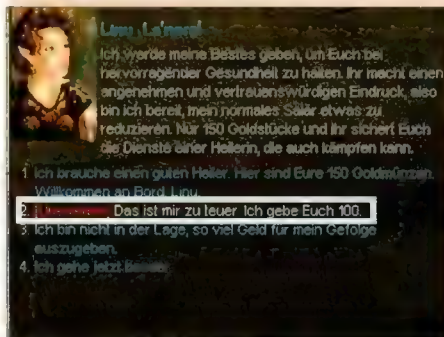 Linu La'neral
Ich werde meine Bestes geben, um Euch bei
hervorragender Gesundheit zu halten. Ihr macht einen
angenehmen und vertrauenswürdigen Eindruck, also
bin ich bereit, mein normales Salär etwas zu
reduzieren. Nur 150 Goldstücke und Ihr sichert Euch
die Dienste einer Heilerin, die auch kämpfen kann.
1. Ich brauche einen guten Heiler. Hier sind Eure 150 Goldmünzen.
Willkommen an Bord, Linu.
2. Das ist mir zu teuer. Ich gebe Euch 100.
3. Ich bin nicht in der Lage, so viel Geld für mein Gefolge
auszugeben.
4. Ich gehe jetzt